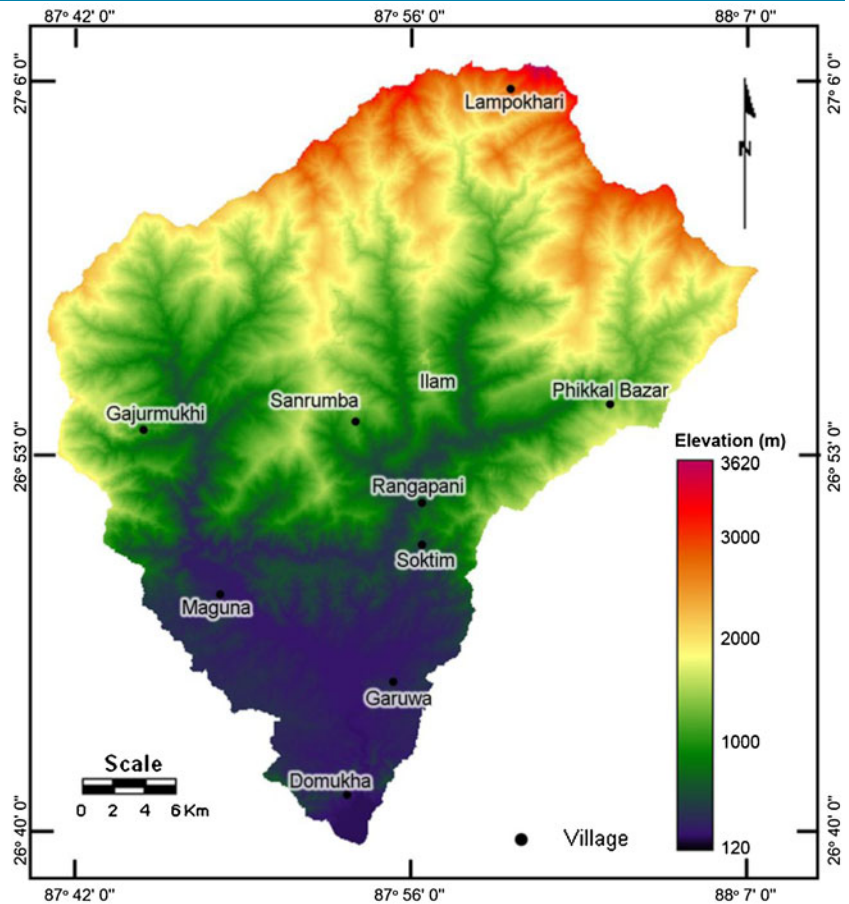 87° 42' 0"
87° 56' 0"
88° 7' 0"
27° 6' 0"
27° 6' 0"
Lampokhari
N
Ilam
Phikkal Bazar
Sanrumba
Gajurmukhi
Elevation (m)
26° 53' 0"
26° 53' 0"
3620
Rangapani
3000
Soktim
Maguna
2000
Garuwa
1000
Scale
Domukha
0 2 4 6 Km
Village
120
26° 40' 0"
26° 40' 0"
87° 42' 0"
87° 56' 0"
88° 7' 0"